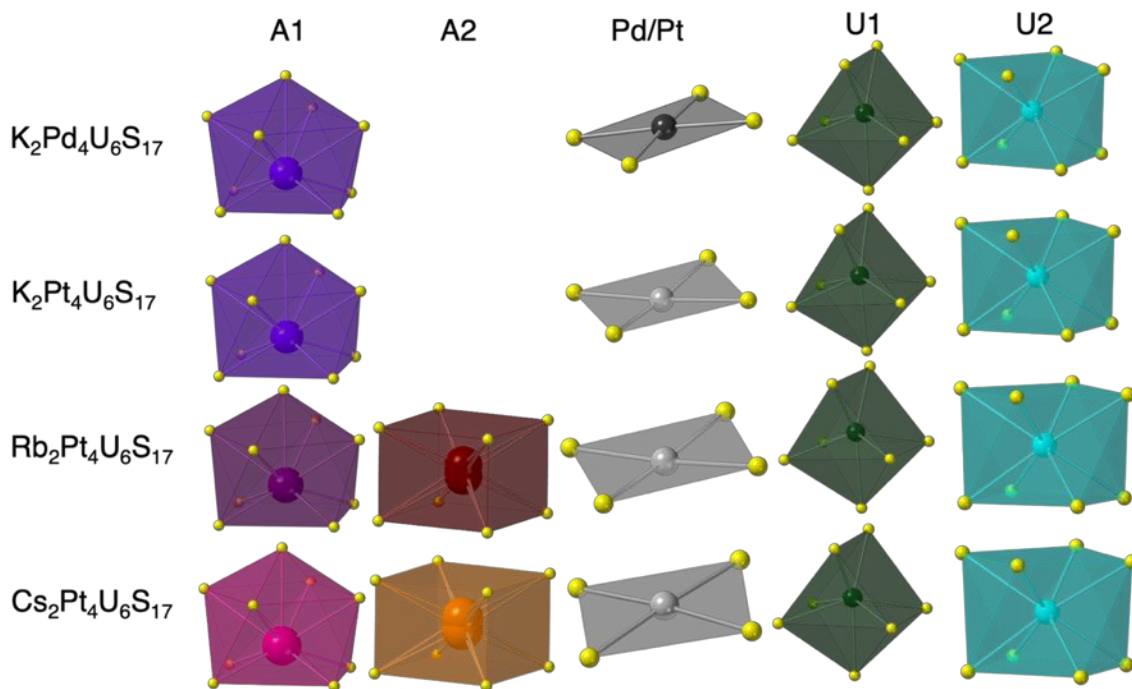 A1 A2 Pd/Pt U1 U2
K₂Pd₄U₆S₁₇
K₂Pt₄U₆S₁₇
Rb₂Pt₄U₆S₁₇
Cs₂Pt₄U₆S₁₇